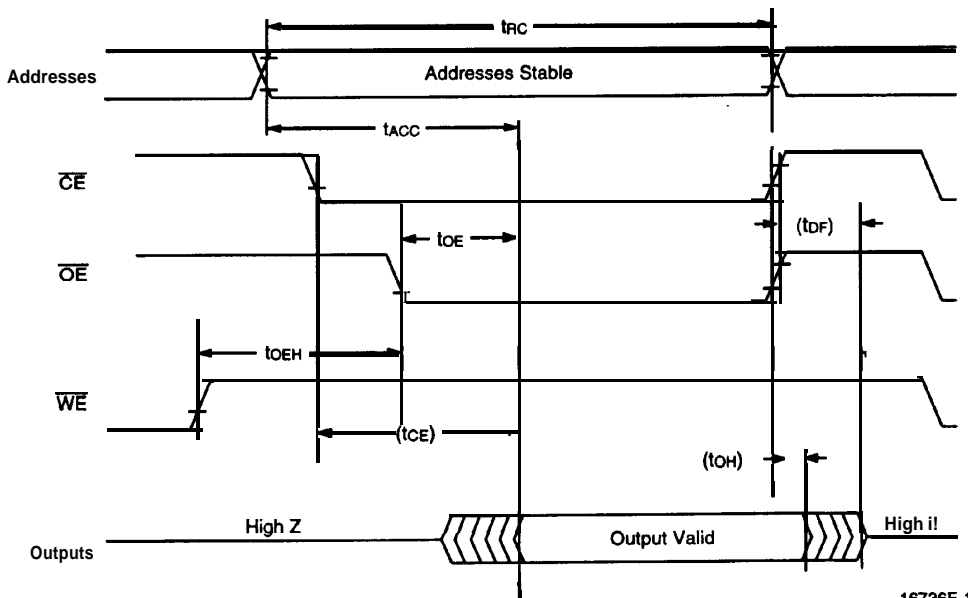 tRC
Addresses
Addresses Stable
tACC
CE
(tDF)
tOE
OE
tOEH
WE
(tCE)
(tOH)
High Z
Output Valid
High i!
Outputs